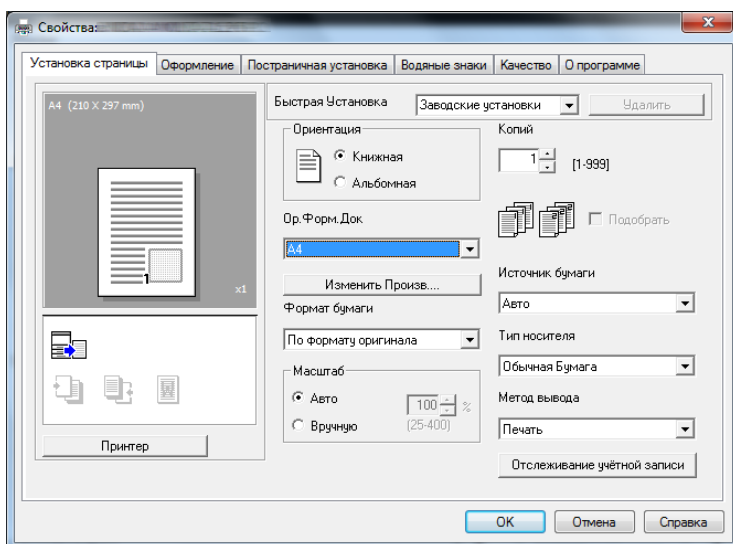 Свойства:
Установка страницы Оформление Постраничная установка Водяные знаки Качество О программе
A4 (210 X 297 mm)
1
x1
Принтер
Быстрая Установка Заводские установки Удалить
Ориентация
Книжная
Альбомная
Ор.Форм.Док
A4
Изменить Произв....
Формат бумаги
По формату оригинала
Масштаб
Авто
Вручную
100 %
(25-400)
Копий
1 [1-999]
Подобрать
Источник бумаги
Авто
Тип носителя
Обычная Бумага
Метод вывода
Печать
Отслеживание учётной записи
OK Отмена Справка